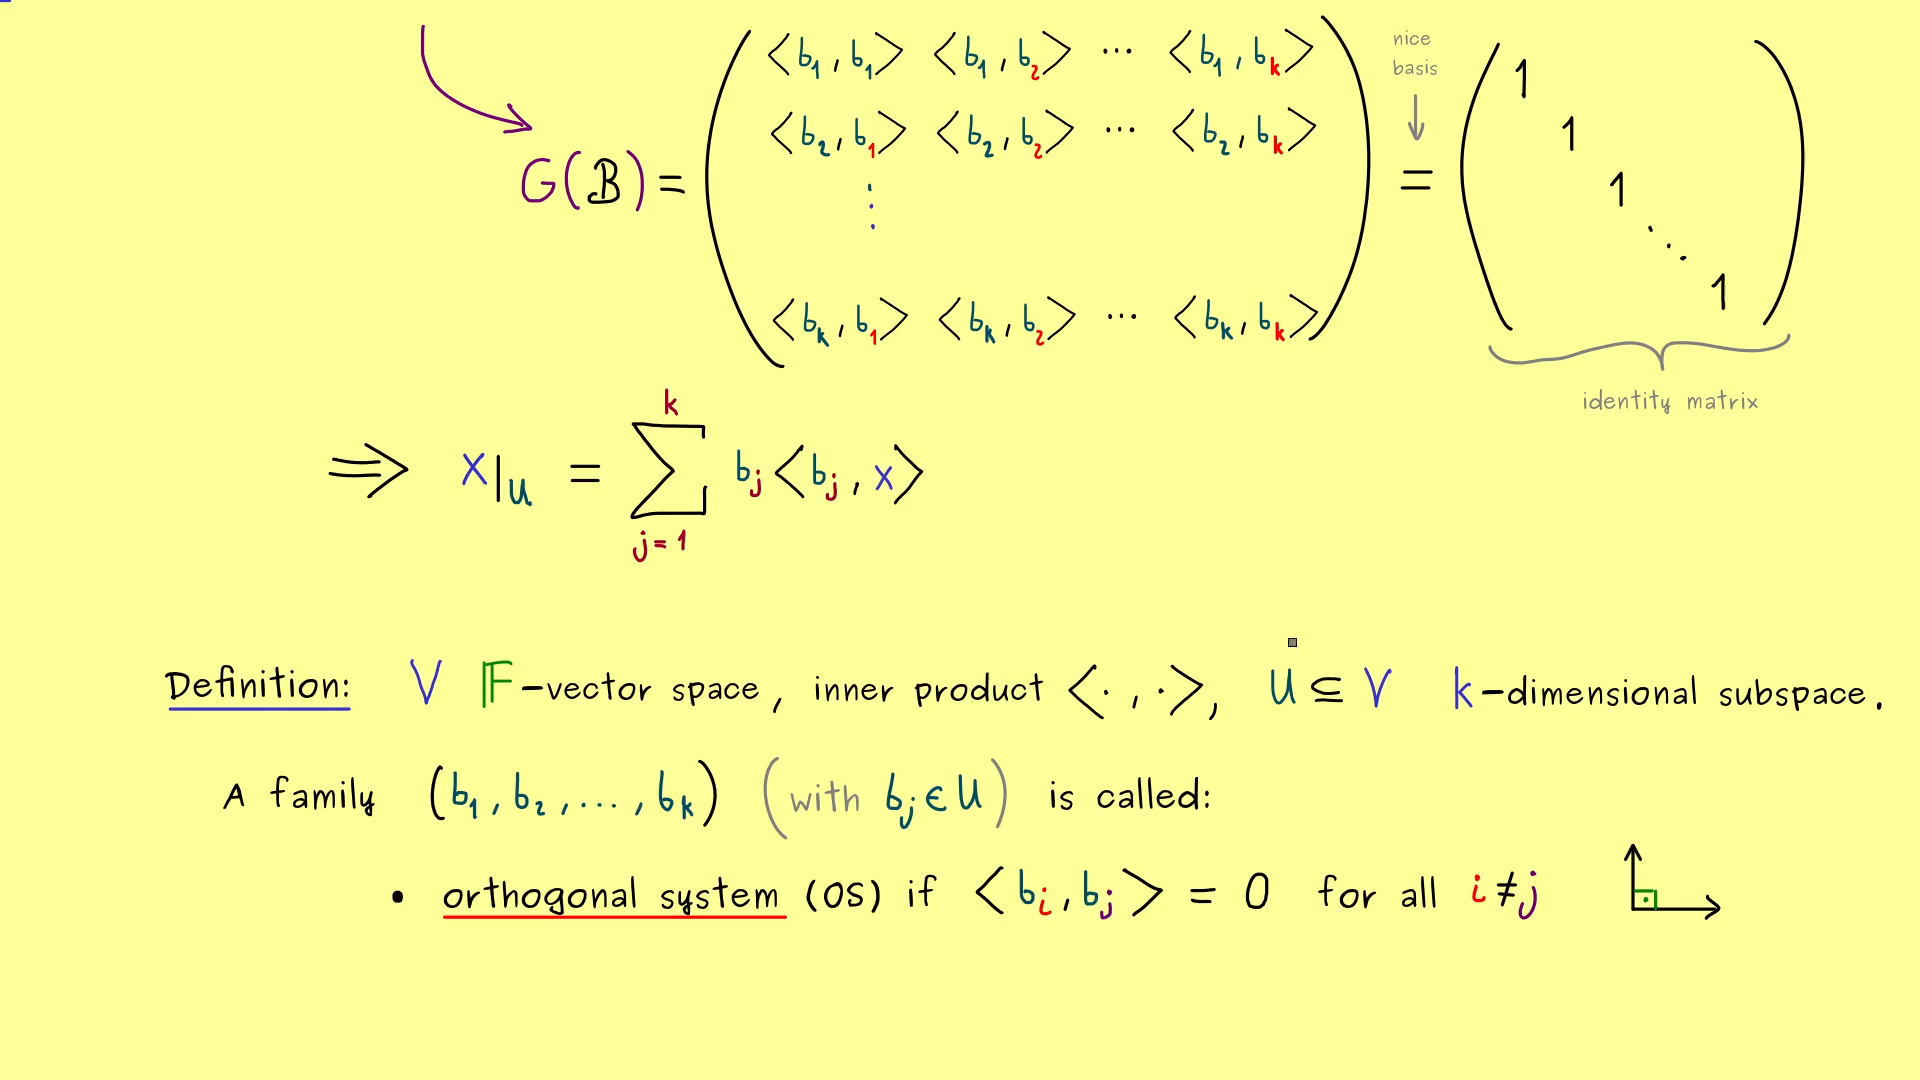 G(B) = ( <b₁, b₁> <b₁, b₂> ⋯ <b₁, bₖ> nice basis ↓ = ( 1
<b₂, b₁> <b₂, b₂> ⋯ <b₂, bₖ> 1
⋮ 1 ⋱
<bₖ, b₁> <bₖ, b₂> ⋯ <bₖ, bₖ> ) 1 )
identity matrix
⇒ x|_U = ∑_{j=1}^{k} bⱼ <bⱼ, x>
Definition: V 𝔽-vector space, inner product <·,·>, U ⊆ V k-dimensional subspace.
A family (b₁, b₂, ..., bₖ) (with bⱼ ∈ U) is called:
• orthogonal system (OS) if <bᵢ, bⱼ> = 0 for all i ≠ j